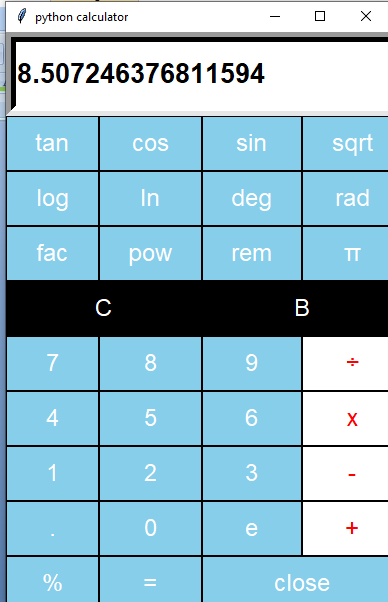 python calculator
8.507246376811594
tan cos sin sqrt
log ln deg rad
fac pow rem π
C B
7 8 9 ÷
4 5 6 x
1 2 3 -
. 0 e +
% = close